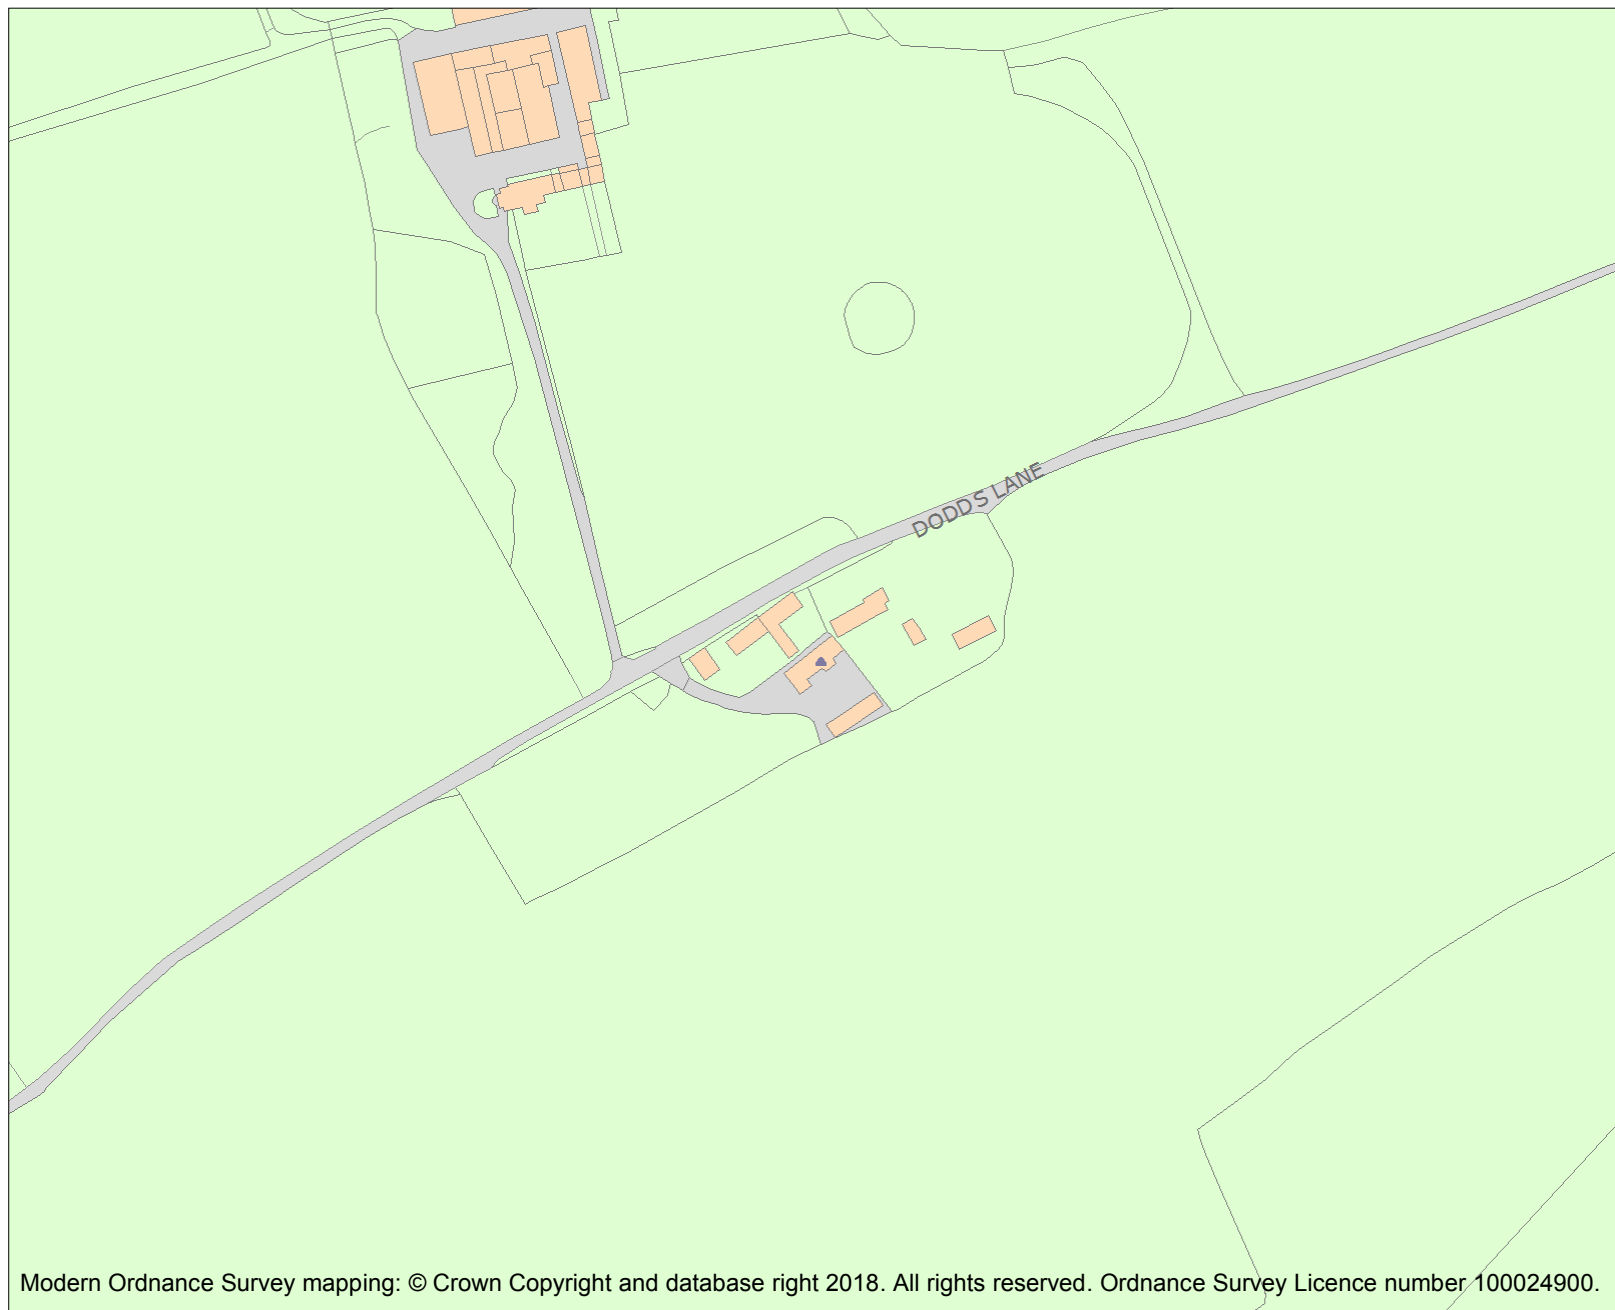 DODDS LANE
Modern Ordnance Survey mapping: © Crown Copyright and database right 2018. All rights reserved. Ordnance Survey Licence number 100024900.